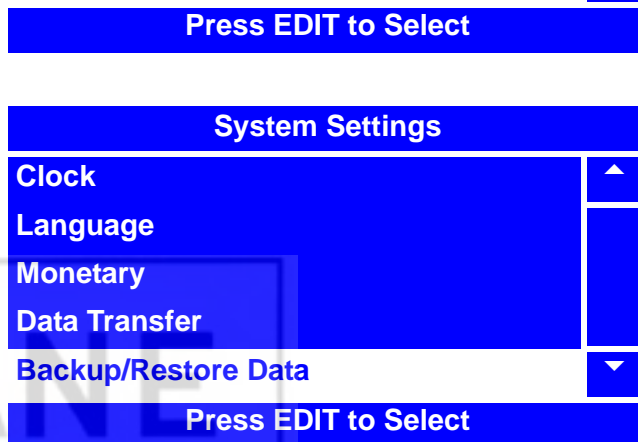 Press EDIT to Select
System Settings
Clock
Language
Monetary
Data Transfer
Backup/Restore Data
Press EDIT to Select